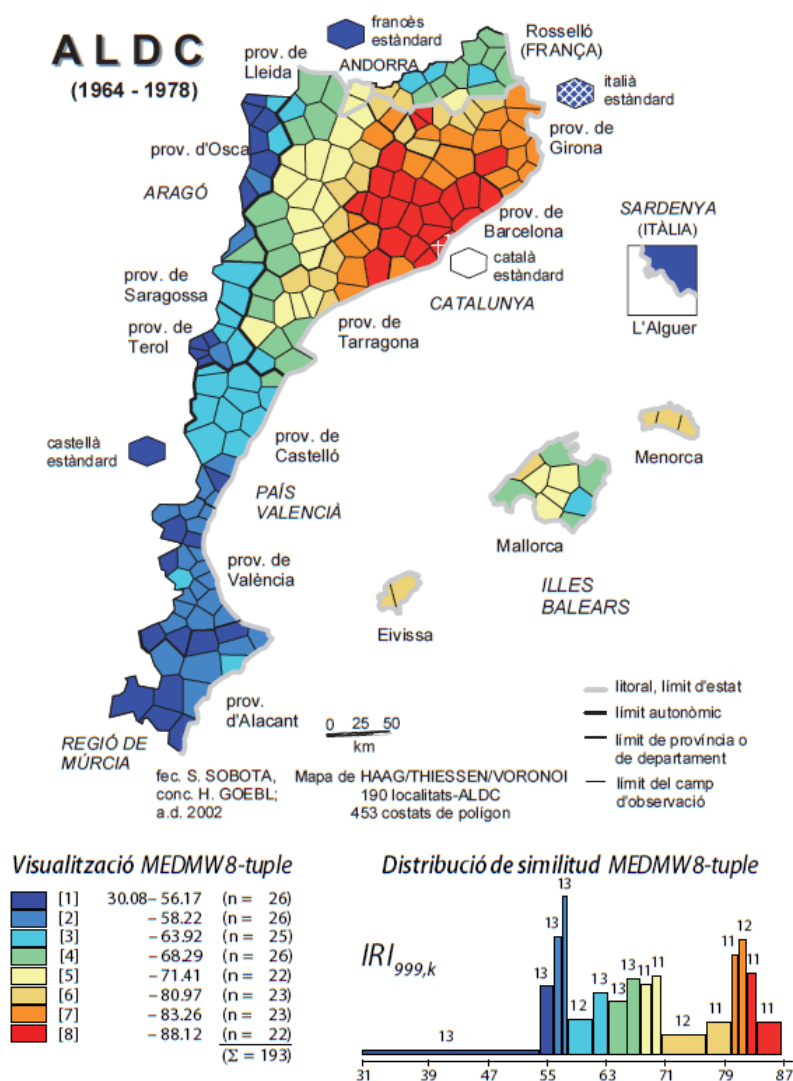 ALDC
(1964 - 1978)
francès
estàndard
Rosselló
(FRANÇA)
prov. de
Lleida
ANDORRA
italià
estàndard
prov. d'Osca
prov. de
Girona
ARAGÓ
prov. de
Barcelona
SARDENYA
(ITÀLIA)
català
estàndard
prov. de
Saragossa
CATALUNYA
L'Alguer
prov. de
Terol
prov. de
Tarragona
castellà
estàndard
prov. de
Castelló
Menorca
PAÍS
VALENCIÀ
Mallorca
prov. de
València
ILLES
BALEARS
Eivissa
litoral, límit d'estat
límit autonòmic
límit de província o
de departament
límit del camp
d'observació
prov.
d'Alacant
0 25 50
km
REGIÓ DE
MÚRCIA
fec. S. SOBOTA,
conc. H. GOEBL;
a.d. 2002
Mapa de HAAG/THIESSEN/VORONOI
190 localitats-ALDC
453 costats de polígon
Visualització MEDMW 8-tuple
[1] 30.08 – 56.17 (n = 26)
[2] – 58.22 (n = 26)
[3] – 63.92 (n = 25)
[4] – 68.29 (n = 26)
[5] – 71.41 (n = 22)
[6] – 80.97 (n = 23)
[7] – 83.26 (n = 23)
[8] – 88.12 (n = 22)
(Σ = 193)
Distribució de similitud MEDMW 8-tuple
IRI999,k
13 13 13 13 12 13 13 13 11 11 12 11 11 12 11 11
31 39 47 55 63 71 79 87